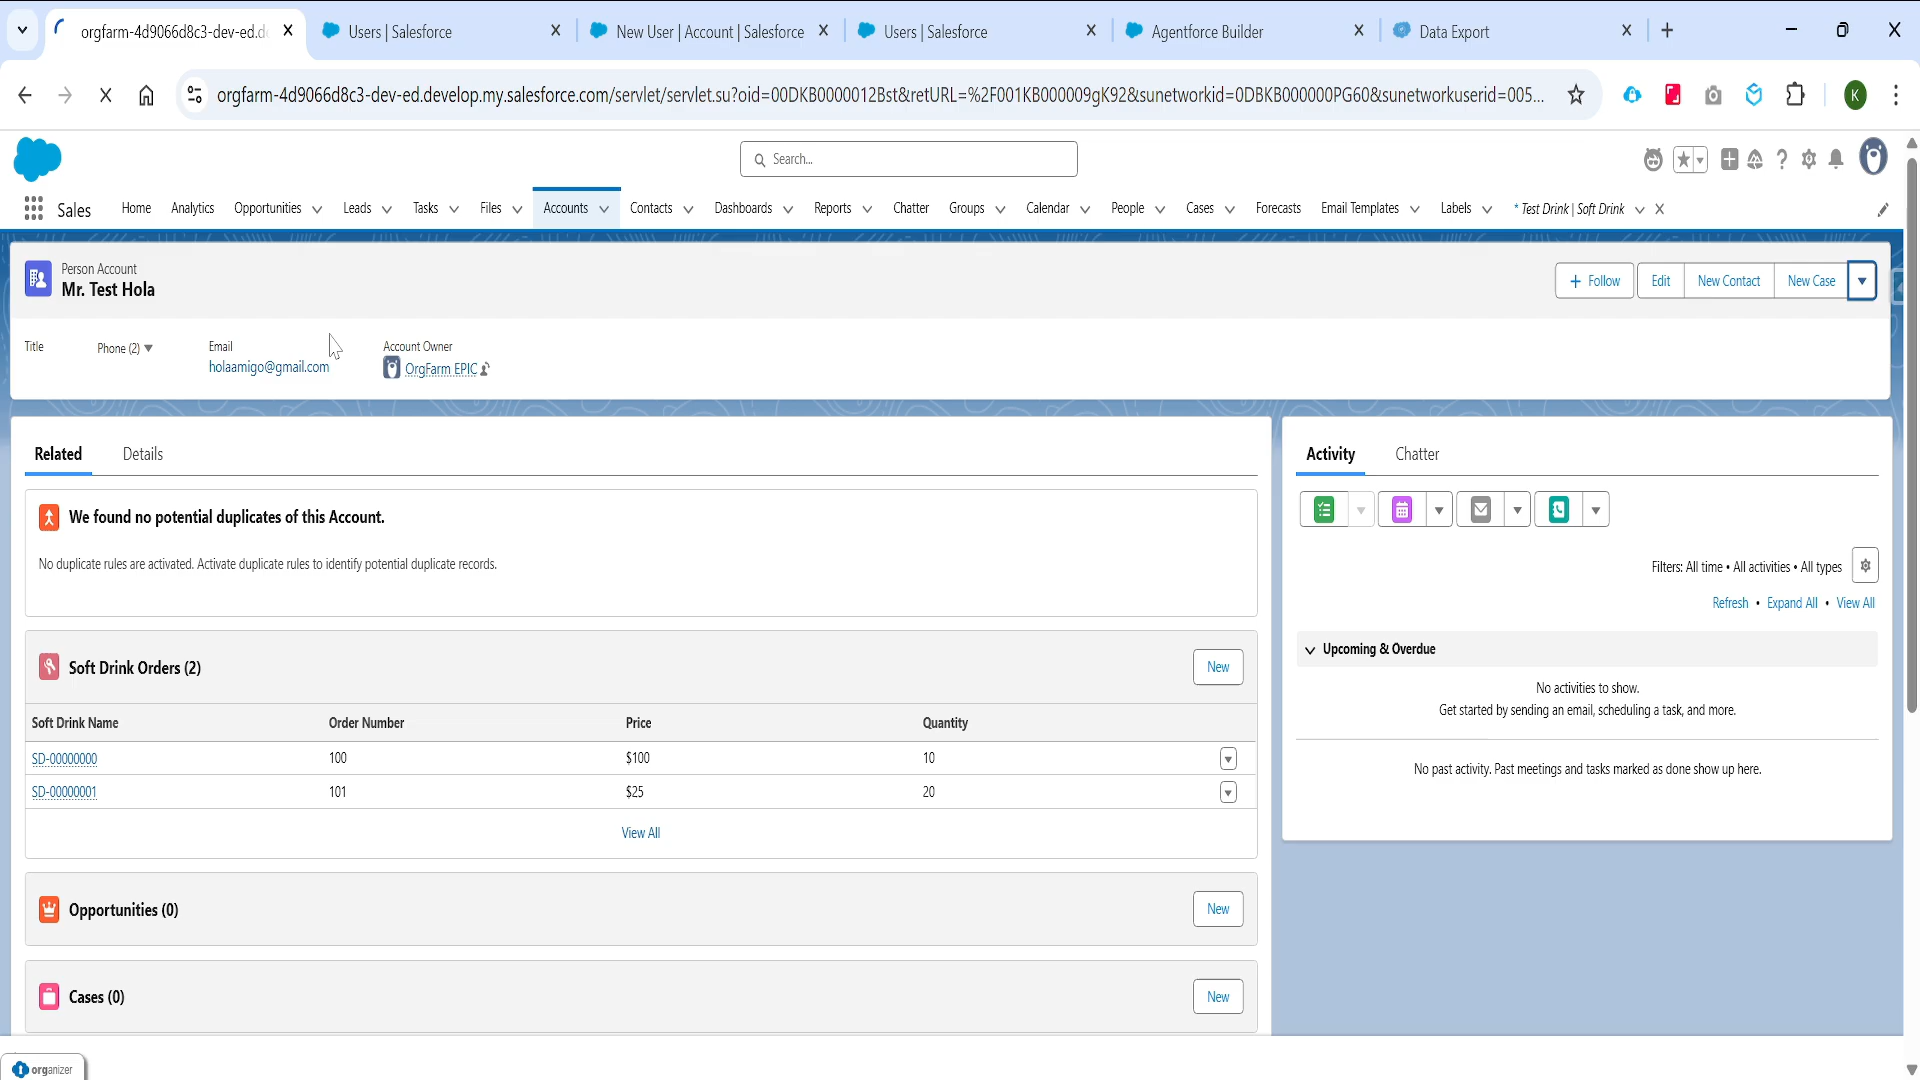 orgfarm-4d9066d8c3-dev-ed.de
Users | Salesforce
New User | Account | Salesforce
Users | Salesforce
Agentforce Builder
Data Export
orgfarm-4d9066d8c3-dev-ed.develop.my.salesforce.com/servlet/servlet.su?oid=00DKB0000012Bst&retURL=%2F001KB000009gK92&sunetworkid=0DBKB000000PG60&sunetworkuserid=005...
K
Search...
Sales
Home
Analytics
Opportunities
Leads
Tasks
Files
Accounts
Contacts
Dashboards
Reports
Chatter
Groups
Calendar
People
Cases
Forecasts
Email Templates
Labels
* Test Drink | Soft Drink
Person Account
Mr. Test Hola
+ Follow
Edit
New Contact
New Case
Title
Phone (2)
Email
Account Owner
holaamigo@gmail.com
OrgFarm EPIC
Related
Details
We found no potential duplicates of this Account.
No duplicate rules are activated. Activate duplicate rules to identify potential duplicate records.
Soft Drink Orders (2)
New
Soft Drink Name
Order Number
Price
Quantity
SD-00000000
100
$100
10
SD-00000001
101
$25
20
View All
Opportunities (0)
New
Cases (0)
New
Activity
Chatter
Filters: All time • All activities • All types
Refresh • Expand All • View All
Upcoming & Overdue
No activities to show.
Get started by sending an email, scheduling a task, and more.
No past activity. Past meetings and tasks marked as done show up here.
organizer